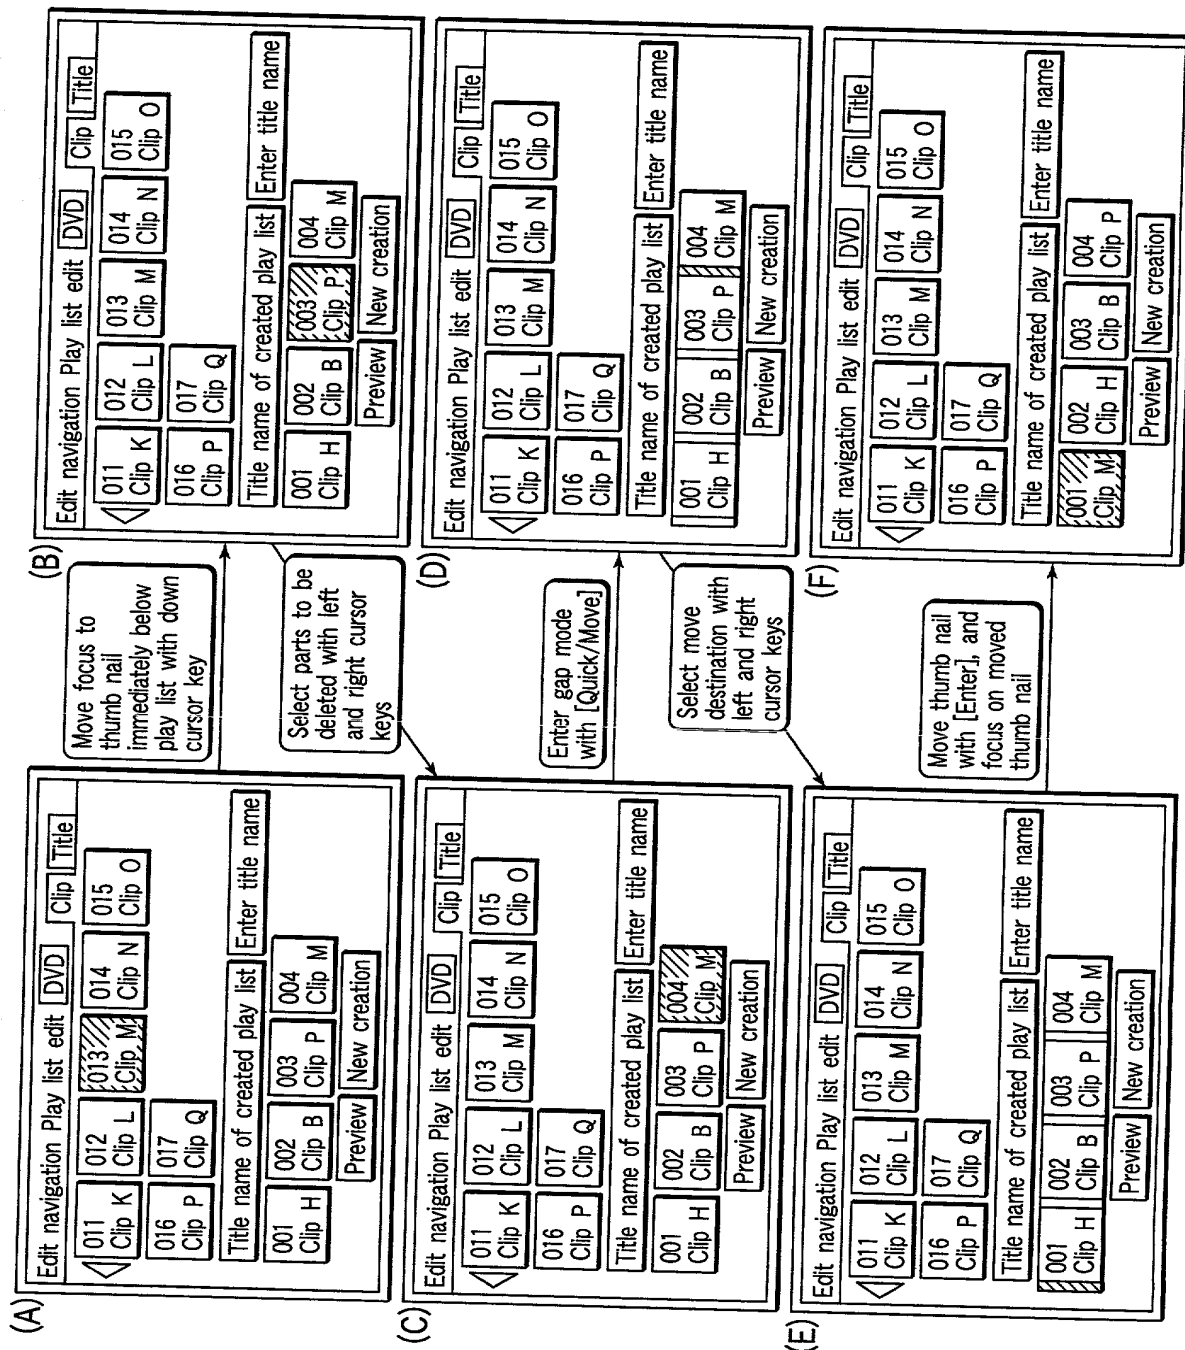 (A)
Edit navigation Play list edit DVD Clip Title
011 012 013 014 015
Clip K Clip L Clip M Clip N Clip O
016 017
Clip P Clip Q
Title name of created play list Enter title name
001 002 003 004
Clip H Clip B Clip P Clip M
Preview New creation
Move focus to
thumb nail
immediately below
play list with down
cursor key
(B)
Edit navigation Play list edit DVD Clip Title
011 012 013 014 015
Clip K Clip L Clip M Clip N Clip O
016 017
Clip P Clip Q
Title name of created play list Enter title name
001 002 003 004
Clip H Clip B Clip P Clip M
Preview New creation
Select parts to be
deleted with left
and right cursor
keys
(C)
Edit navigation Play list edit DVD Clip Title
011 012 013 014 015
Clip K Clip L Clip M Clip N Clip O
016 017
Clip P Clip Q
Title name of created play list Enter title name
001 002 003 004
Clip H Clip B Clip P Clip M
Preview New creation
Enter gap mode
with [Quick/Move]
(D)
Edit navigation Play list edit DVD Clip Title
011 012 013 014 015
Clip K Clip L Clip M Clip N Clip O
016 017
Clip P Clip Q
Title name of created play list Enter title name
001 002 003 004
Clip H Clip B Clip P Clip M
Preview New creation
Select move
destination with
left and right
cursor keys
(E)
Edit navigation Play list edit DVD Clip Title
011 012 013 014 015
Clip K Clip L Clip M Clip N Clip O
016 017
Clip P Clip Q
Title name of created play list Enter title name
001 002 003 004
Clip H Clip B Clip P Clip M
Preview New creation
Move thumb nail
with [Enter], and
focus on moved
thumb nail
(F)
Edit navigation Play list edit DVD Clip Title
011 012 013 014 015
Clip K Clip L Clip M Clip N Clip O
016 017
Clip P Clip Q
Title name of created play list Enter title name
001 002 003 004
Clip M Clip H Clip B Clip P
Preview New creation